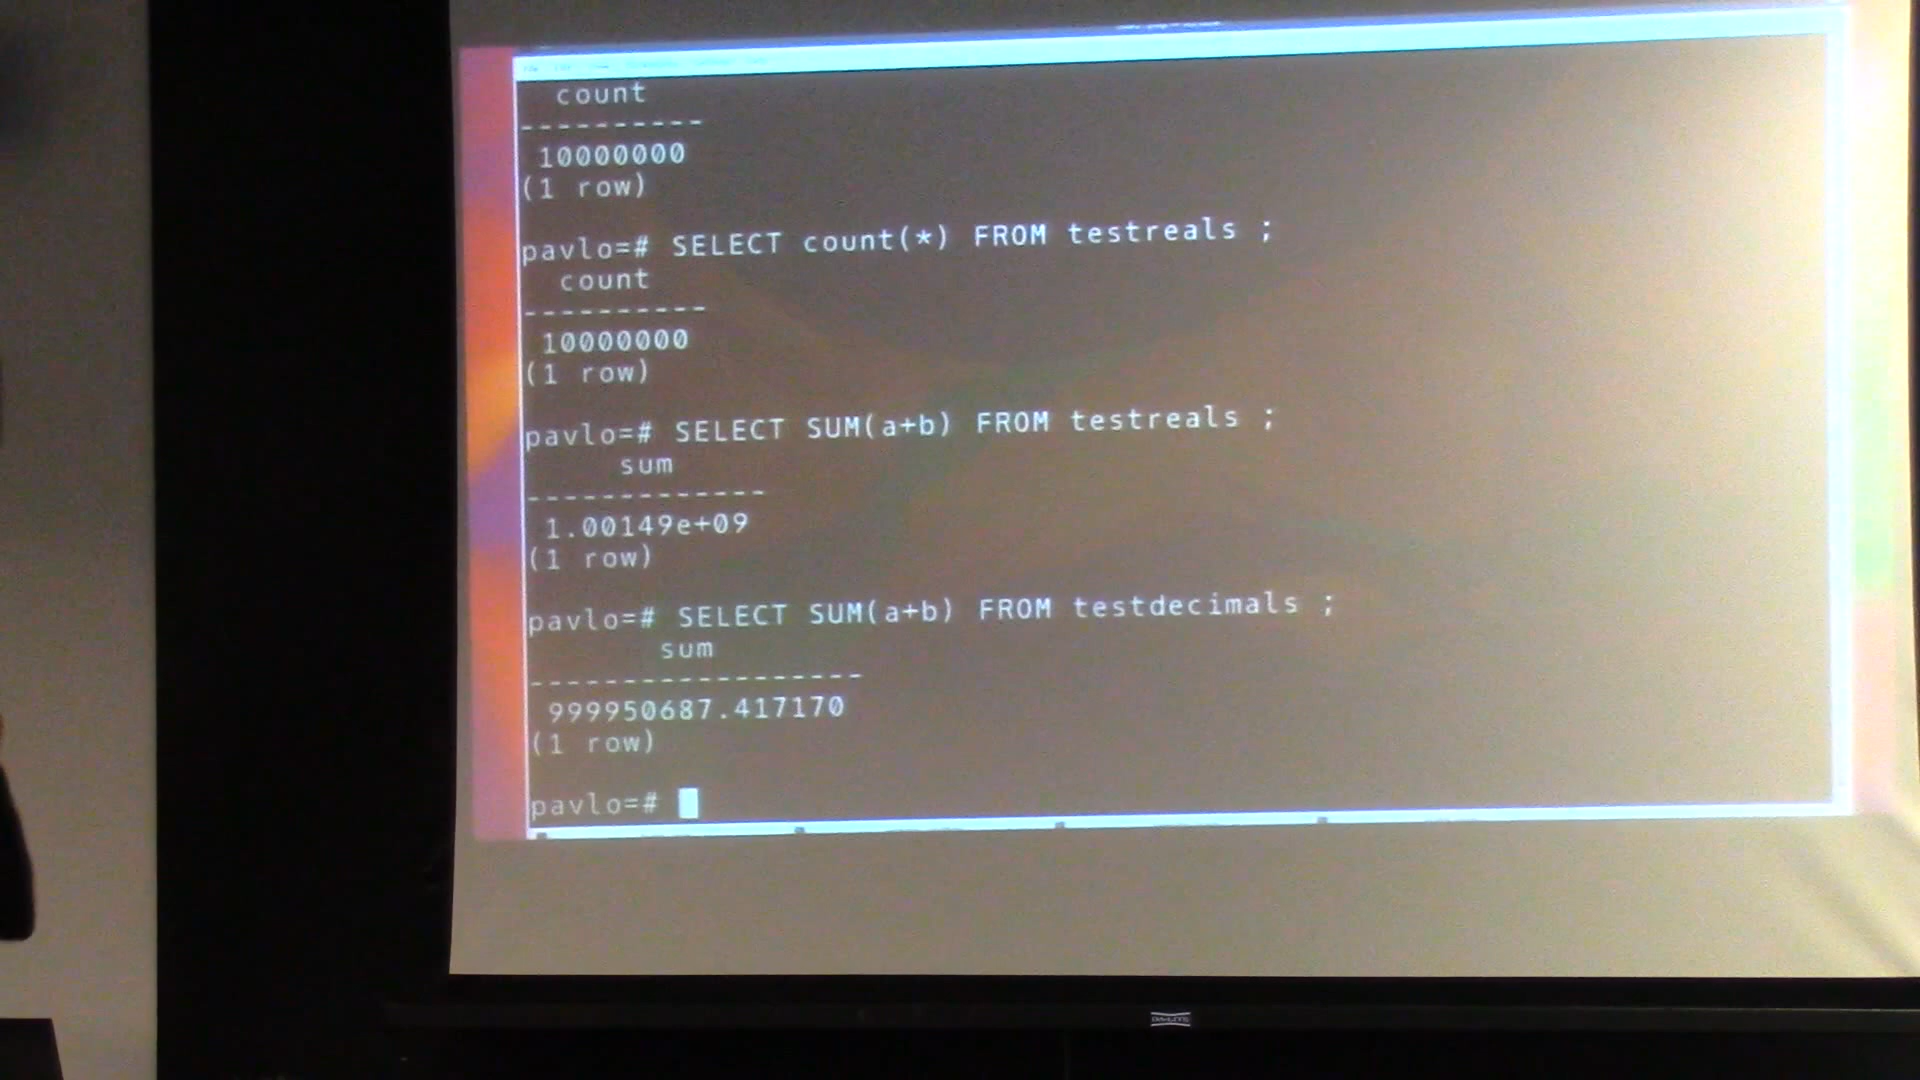 count
----------
10000000
(1 row)
pavlo=# SELECT count(*) FROM testreals ;
count
----------
10000000
(1 row)
pavlo=# SELECT SUM(a+b) FROM testreals ;
sum
-------------
1.00149e+09
(1 row)
pavlo=# SELECT SUM(a+b) FROM testdecimals ;
sum
------------------
999950687.417170
(1 row)
pavlo=#